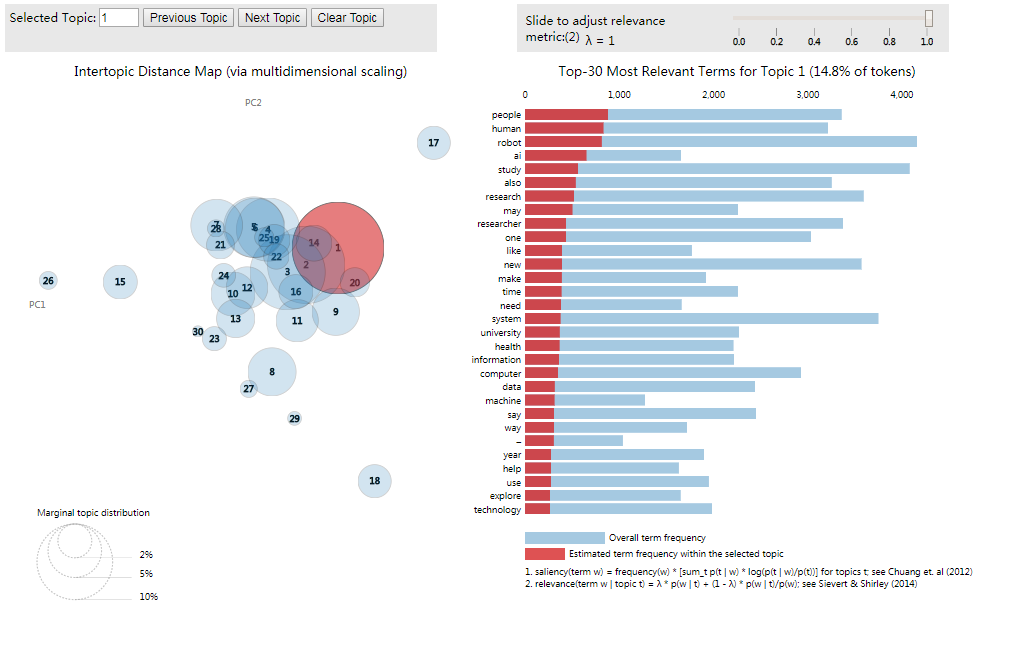 Selected Topic: 1 Previous Topic Next Topic Clear Topic
Slide to adjust relevance
metric:(2) λ = 1
0.0 0.2 0.4 0.6 0.8 1.0
Intertopic Distance Map (via multidimensional scaling)
PC2
PC1
17
7
28
5
6
4
25
19
21
22
14
1
2
3
20
24
12
10
16
26
15
13
11
9
30
23
8
27
29
18
Marginal topic distribution
2%
5%
10%
Top-30 Most Relevant Terms for Topic 1 (14.8% of tokens)
0 1,000 2,000 3,000 4,000
people
human
robot
ai
study
also
research
may
researcher
one
like
new
make
time
need
system
university
health
information
computer
data
machine
say
way
–
year
help
use
explore
technology
Overall term frequency
Estimated term frequency within the selected topic
1. saliency(term w) = frequency(w) * [sum_t p(t | w) * log(p(t | w)/p(t))] for topics t; see Chuang et. al (2012)
2. relevance(term w | topic t) = λ * p(w | t) + (1 - λ) * p(w | t)/p(w); see Sievert & Shirley (2014)